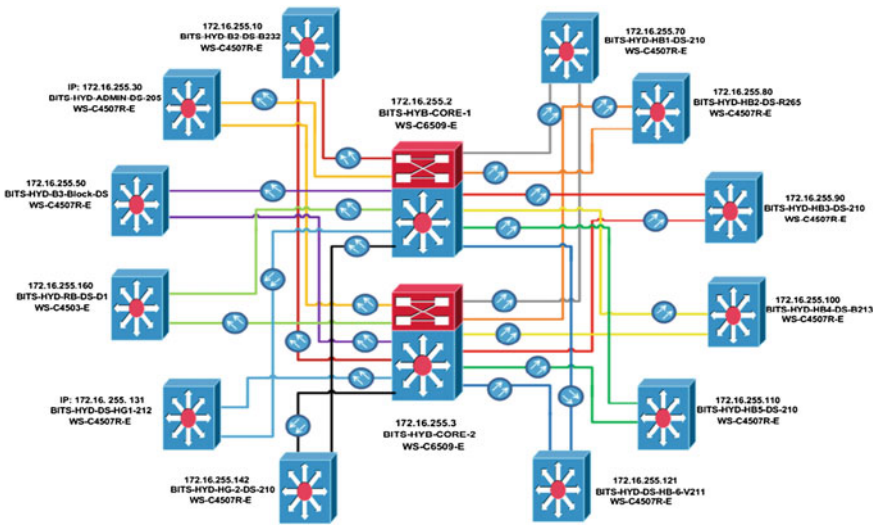 172.16.255.10
BITS-HYD-B2-DS-B232
WS-C4507R-E
172.16.255.70
BITS-HYD-HB1-DS-210
WS-C4507R-E
IP: 172.16.255.30
BITS-HYD-ADMIN-DS-205
WS-C4507R-E
172.16.255.2
BITS-HYB-CORE-1
WS-C6509-E
172.16.255.80
BITS-HYD-HB2-DS-R265
WS-C4507R-E
172.16.255.50
BITS-HYD-B3-Block-DS
WS-C4507R-E
172.16.255.90
BITS-HYD-HB3-DS-210
WS-C4507R-E
172.16.255.160
BITS-HYD-RB-DS-D1
WS-C4503-E
172.16.255.100
BITS-HYD-HB4-DS-B213
WS-C4507R-E
IP: 172.16. 255. 131
BITS-HYD-DS-HG1-212
WS-C4507R-E
172.16.255.3
BITS-HYB-CORE-2
WS-C6509-E
172.16.255.110
BITS-HYD-HB5-DS-210
WS-C4507R-E
172.16.255.142
BITS-HYD-HG-2-DS-210
WS-C4507R-E
172.16.255.121
BITS-HYD-DS-HB-6-V211
WS-C4507R-E